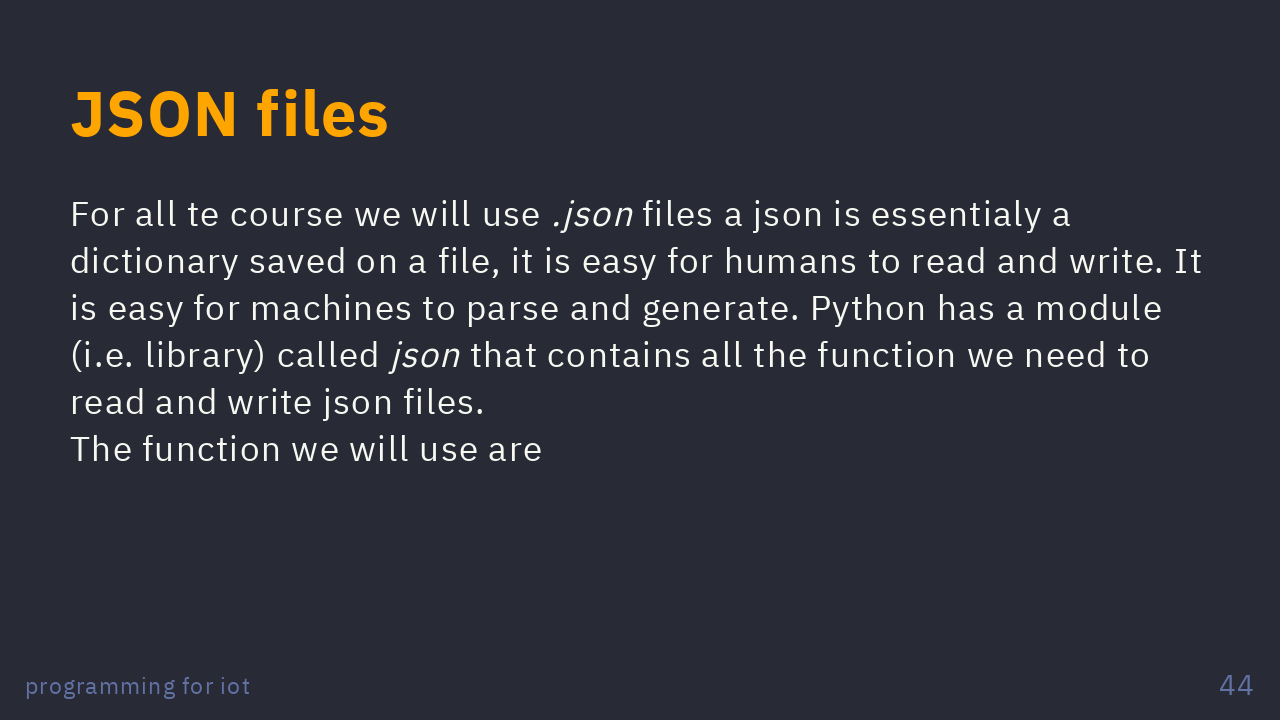 JSON files
For all te course we will use .json files a json is essentialy a
dictionary saved on a file, it is easy for humans to read and write. It
is easy for machines to parse and generate. Python has a module
(i.e. library) called json that contains all the function we need to
read and write json files.
The function we will use are
programming for iot
44